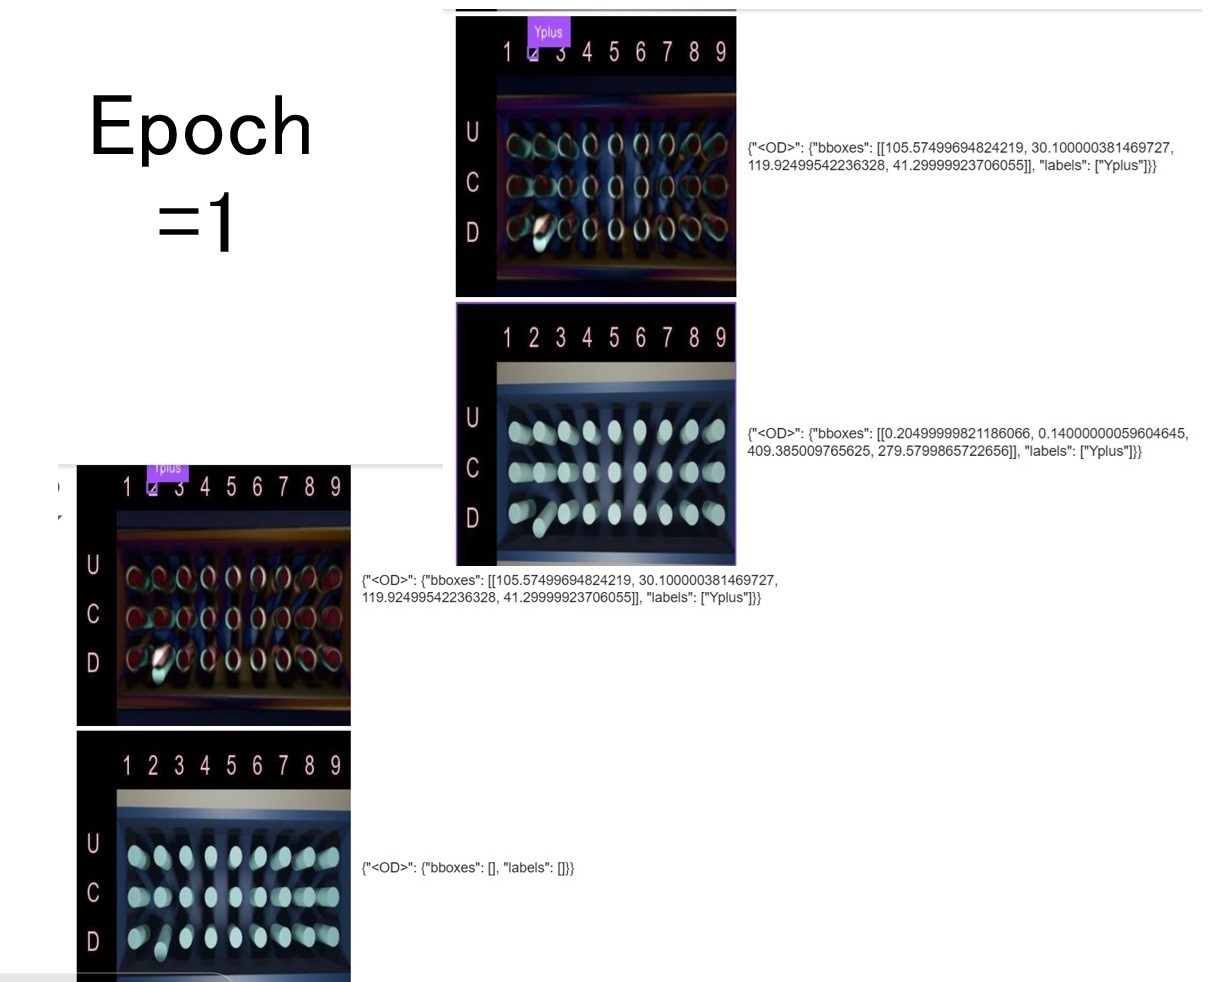 Epoch
=1
Yplus
1 2 3 4 5 6 7 8 9
U
C
D
{"<OD>": {"bboxes": [[105.57499694824219, 30.100000381469727,
119.92499542236328, 41.29999923706055]], "labels": ["Yplus"]}}
1 2 3 4 5 6 7 8 9
U
C
D
{"<OD>": {"bboxes": [[0.20499999821186066, 0.14000000059604645,
409.385009765625, 279.5799865722656]], "labels": ["Yplus"]}}
Yplus
1 2 3 4 5 6 7 8 9
U
C
D
{"<OD>": {"bboxes": [[105.57499694824219, 30.100000381469727,
119.92499542236328, 41.29999923706055]], "labels": ["Yplus"]}}
1 2 3 4 5 6 7 8 9
U
C
D
{"<OD>": {"bboxes": [], "labels": []}}